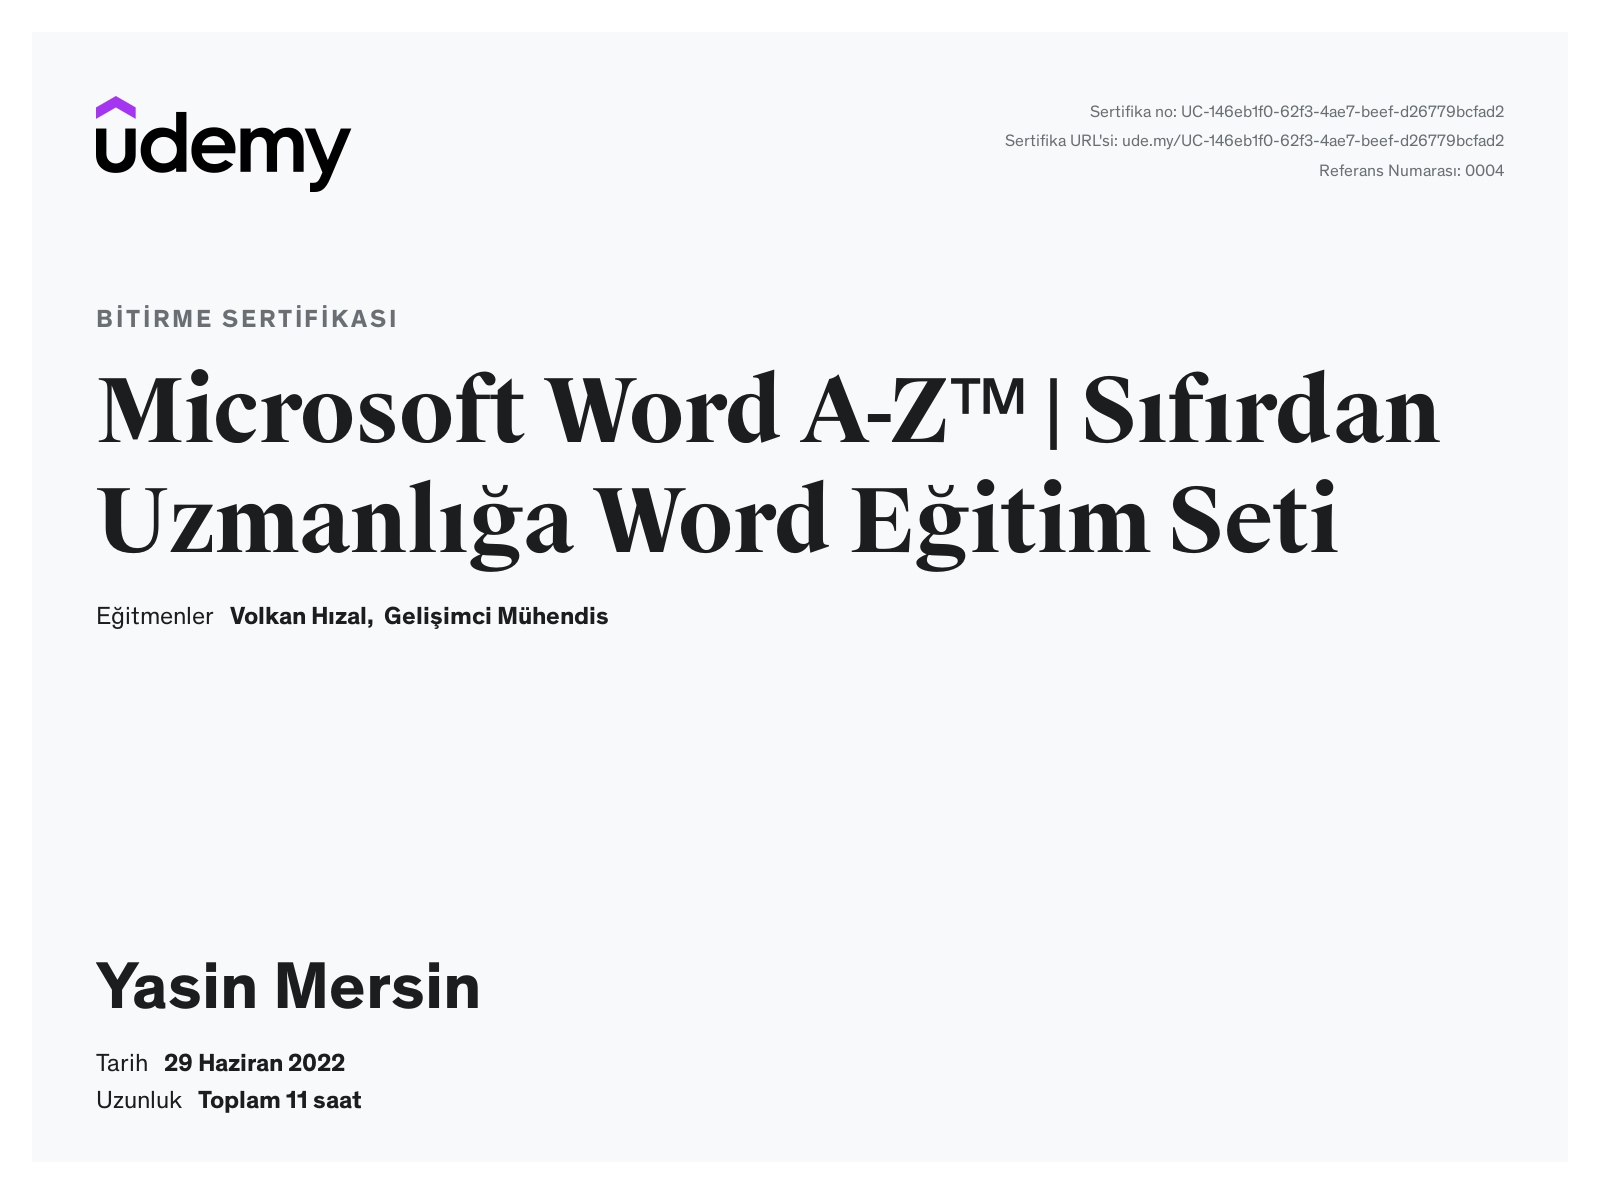 udemy
Sertifika no: UC-146eb1f0-62f3-4ae7-beef-d26779bcfad2
Sertifika URL'si: ude.my/UC-146eb1f0-62f3-4ae7-beef-d26779bcfad2
Referans Numarası: 0004
BİTİRME SERTİFİKASI
Microsoft Word A-Z™ | Sıfırdan
Uzmanlığa Word Eğitim Seti
Eğitmenler Volkan Hızal, Gelişimci Mühendis
Yasin Mersin
Tarih 29 Haziran 2022
Uzunluk Toplam 11 saat